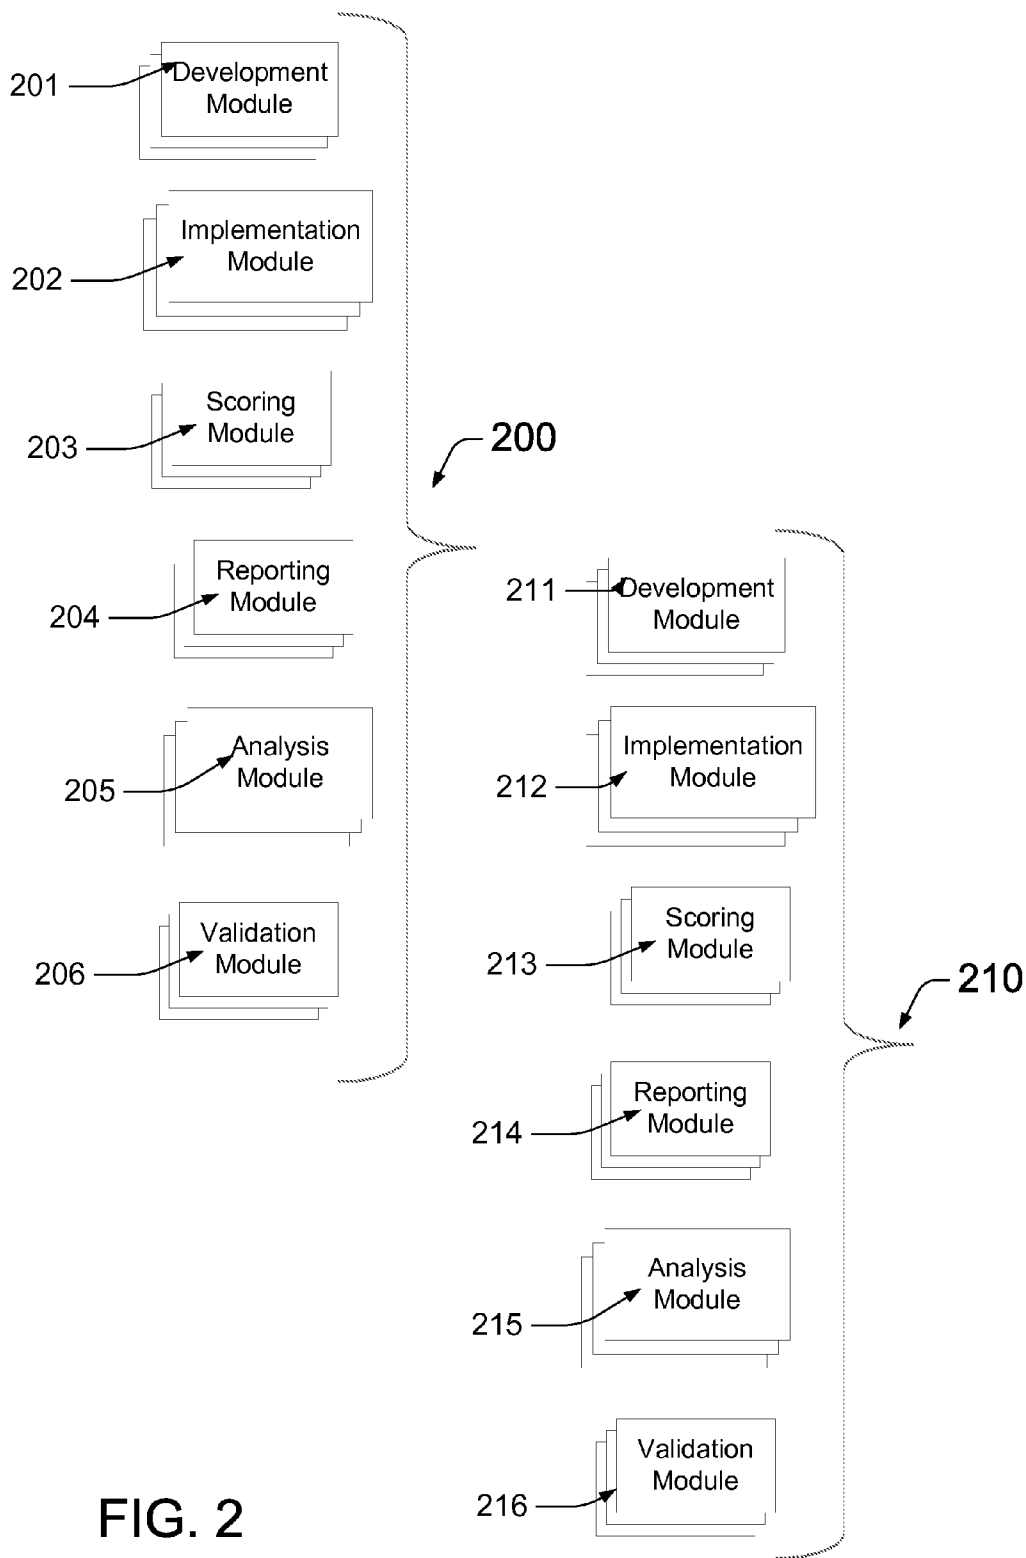 201
Development
Module
202
Implementation
Module
203
Scoring
Module
200
204
Reporting
Module
205
Analysis
Module
206
Validation
Module
211
Development
Module
212
Implementation
Module
213
Scoring
Module
210
214
Reporting
Module
215
Analysis
Module
216
Validation
Module
FIG. 2